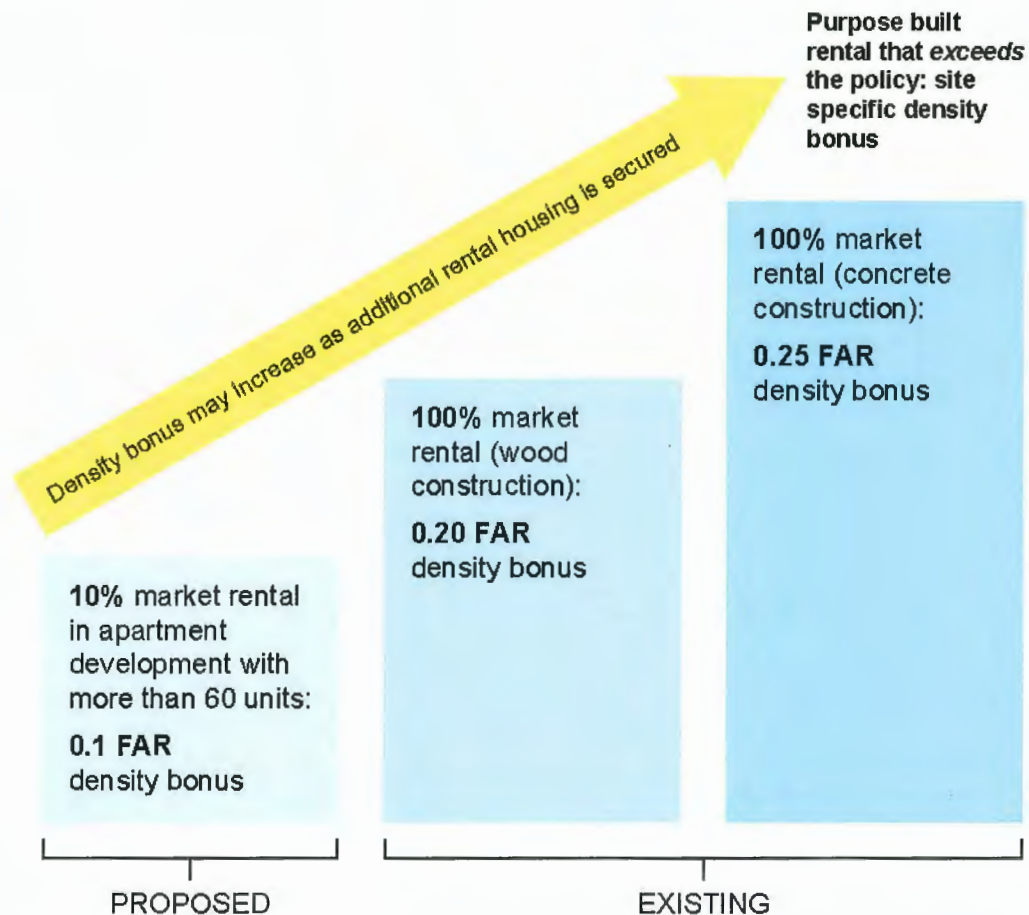 Purpose built
rental that exceeds
the policy: site
specific density
bonus
Density bonus may increase as additional rental housing is secured
100% market
rental (concrete
construction):
0.25 FAR
density bonus
100% market
rental (wood
construction):
0.20 FAR
density bonus
10% market rental
in apartment
development with
more than 60 units:
0.1 FAR
density bonus
PROPOSED
EXISTING